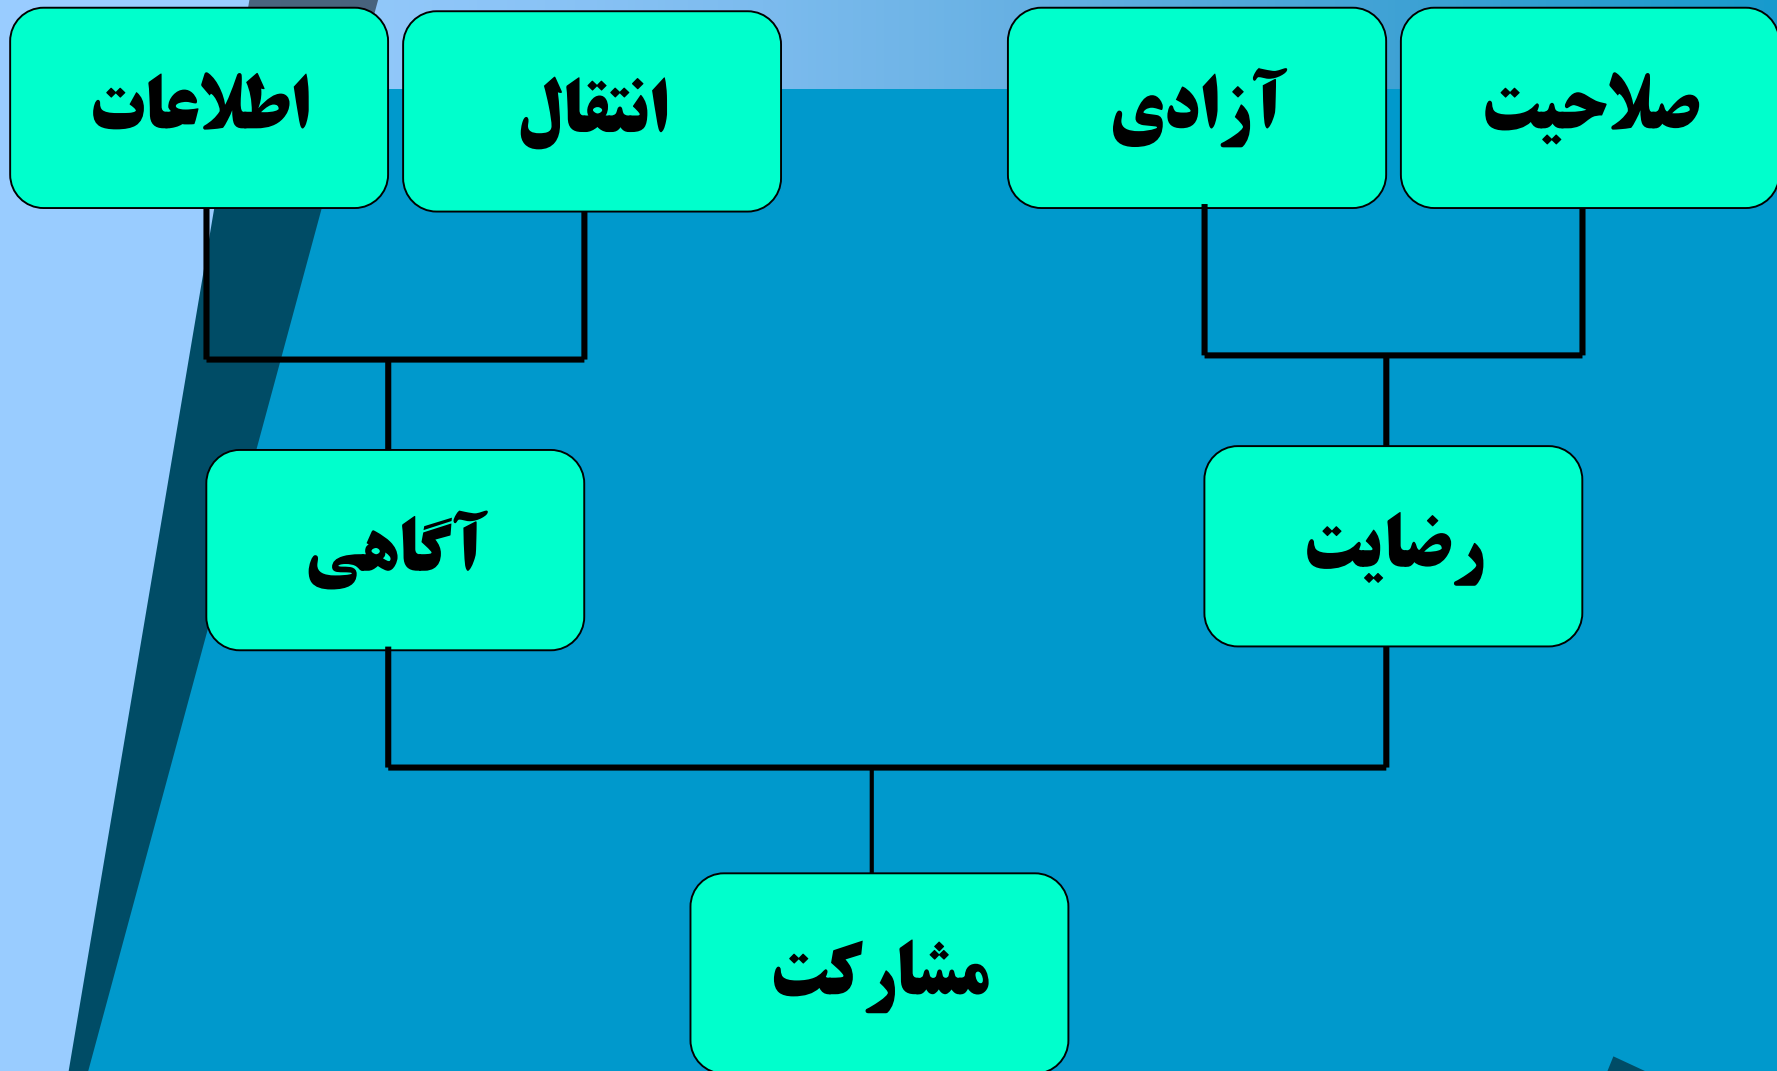 صلاحیت
آزادی
انتقال
اطلاعات
رضایت
آگاهی
مشارکت